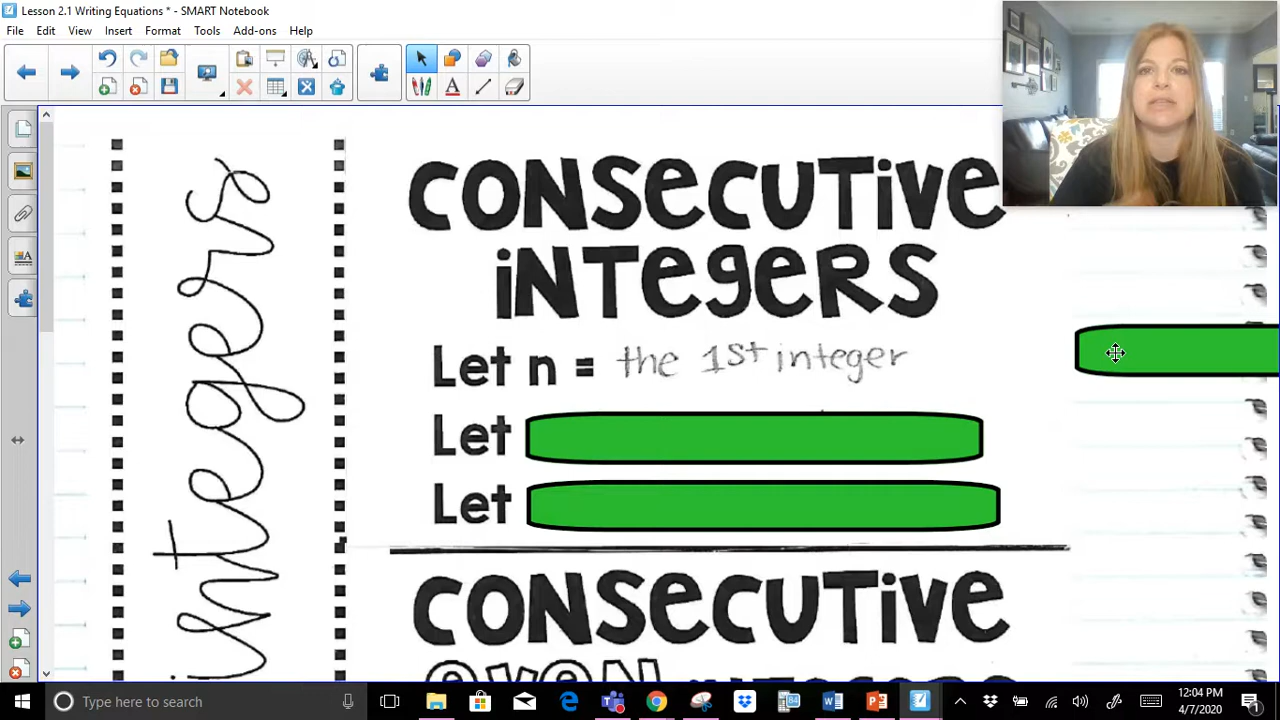 Lesson 2.1 Writing Equations * - SMART Notebook
File Edit View Insert Format Tools Add-ons Help
integers
CONSECUTIVE
INTEGERS
Let n = the 1st integer
Let
Let
CONSECUTIVE
Type here to search
12:04 PM
4/7/2020